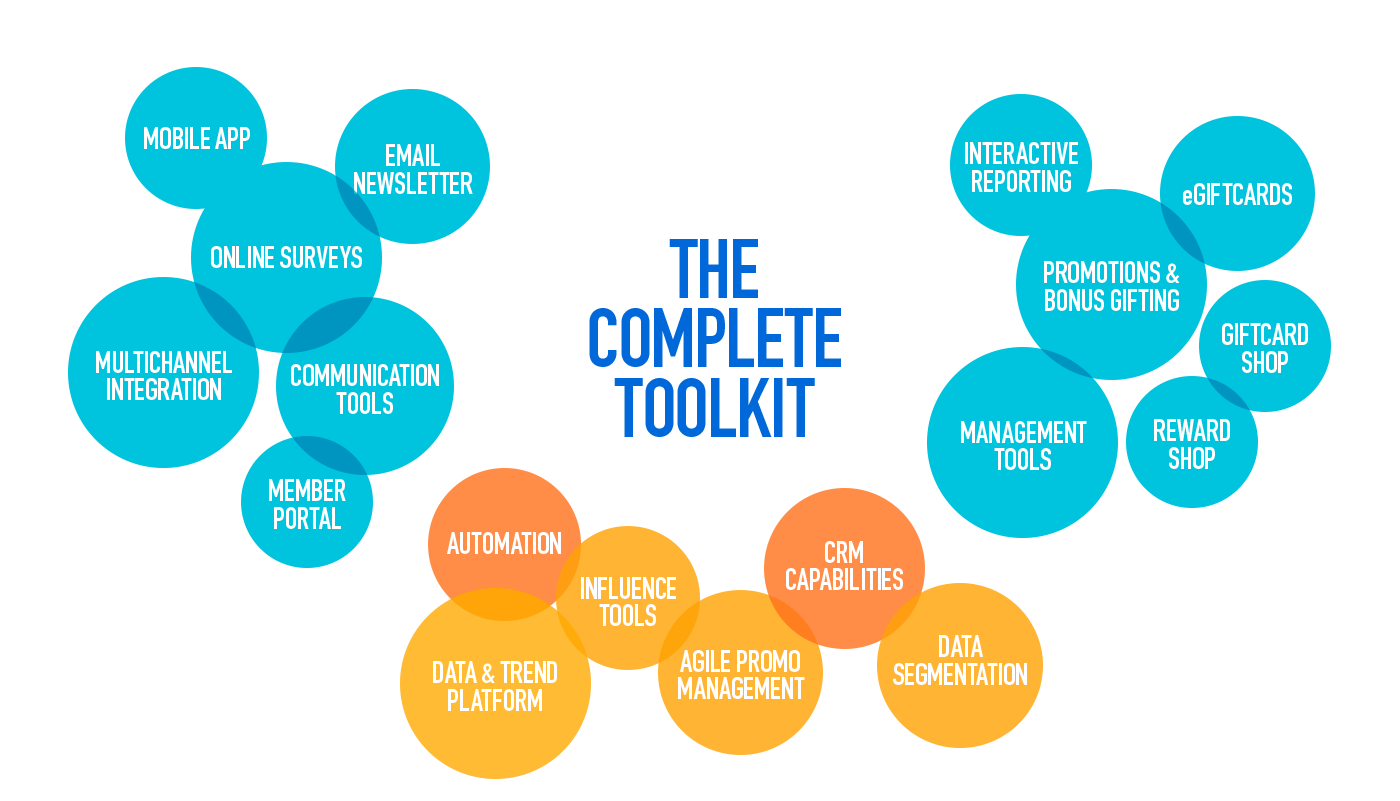 MOBILE APP
EMAIL
NEWSLETTER
ONLINE SURVEYS
MULTICHANNEL
INTEGRATION
COMMUNICATION
TOOLS
MEMBER
PORTAL
THE
COMPLETE
TOOLKIT
INTERACTIVE
REPORTING
eGIFTCARDS
PROMOTIONS &
BONUS GIFTING
GIFTCARD
SHOP
MANAGEMENT
TOOLS
REWARD
SHOP
AUTOMATION
INFLUENCE
TOOLS
DATA & TREND
PLATFORM
AGILE PROMO
MANAGEMENT
CRM
CAPABILITIES
DATA
SEGMENTATION